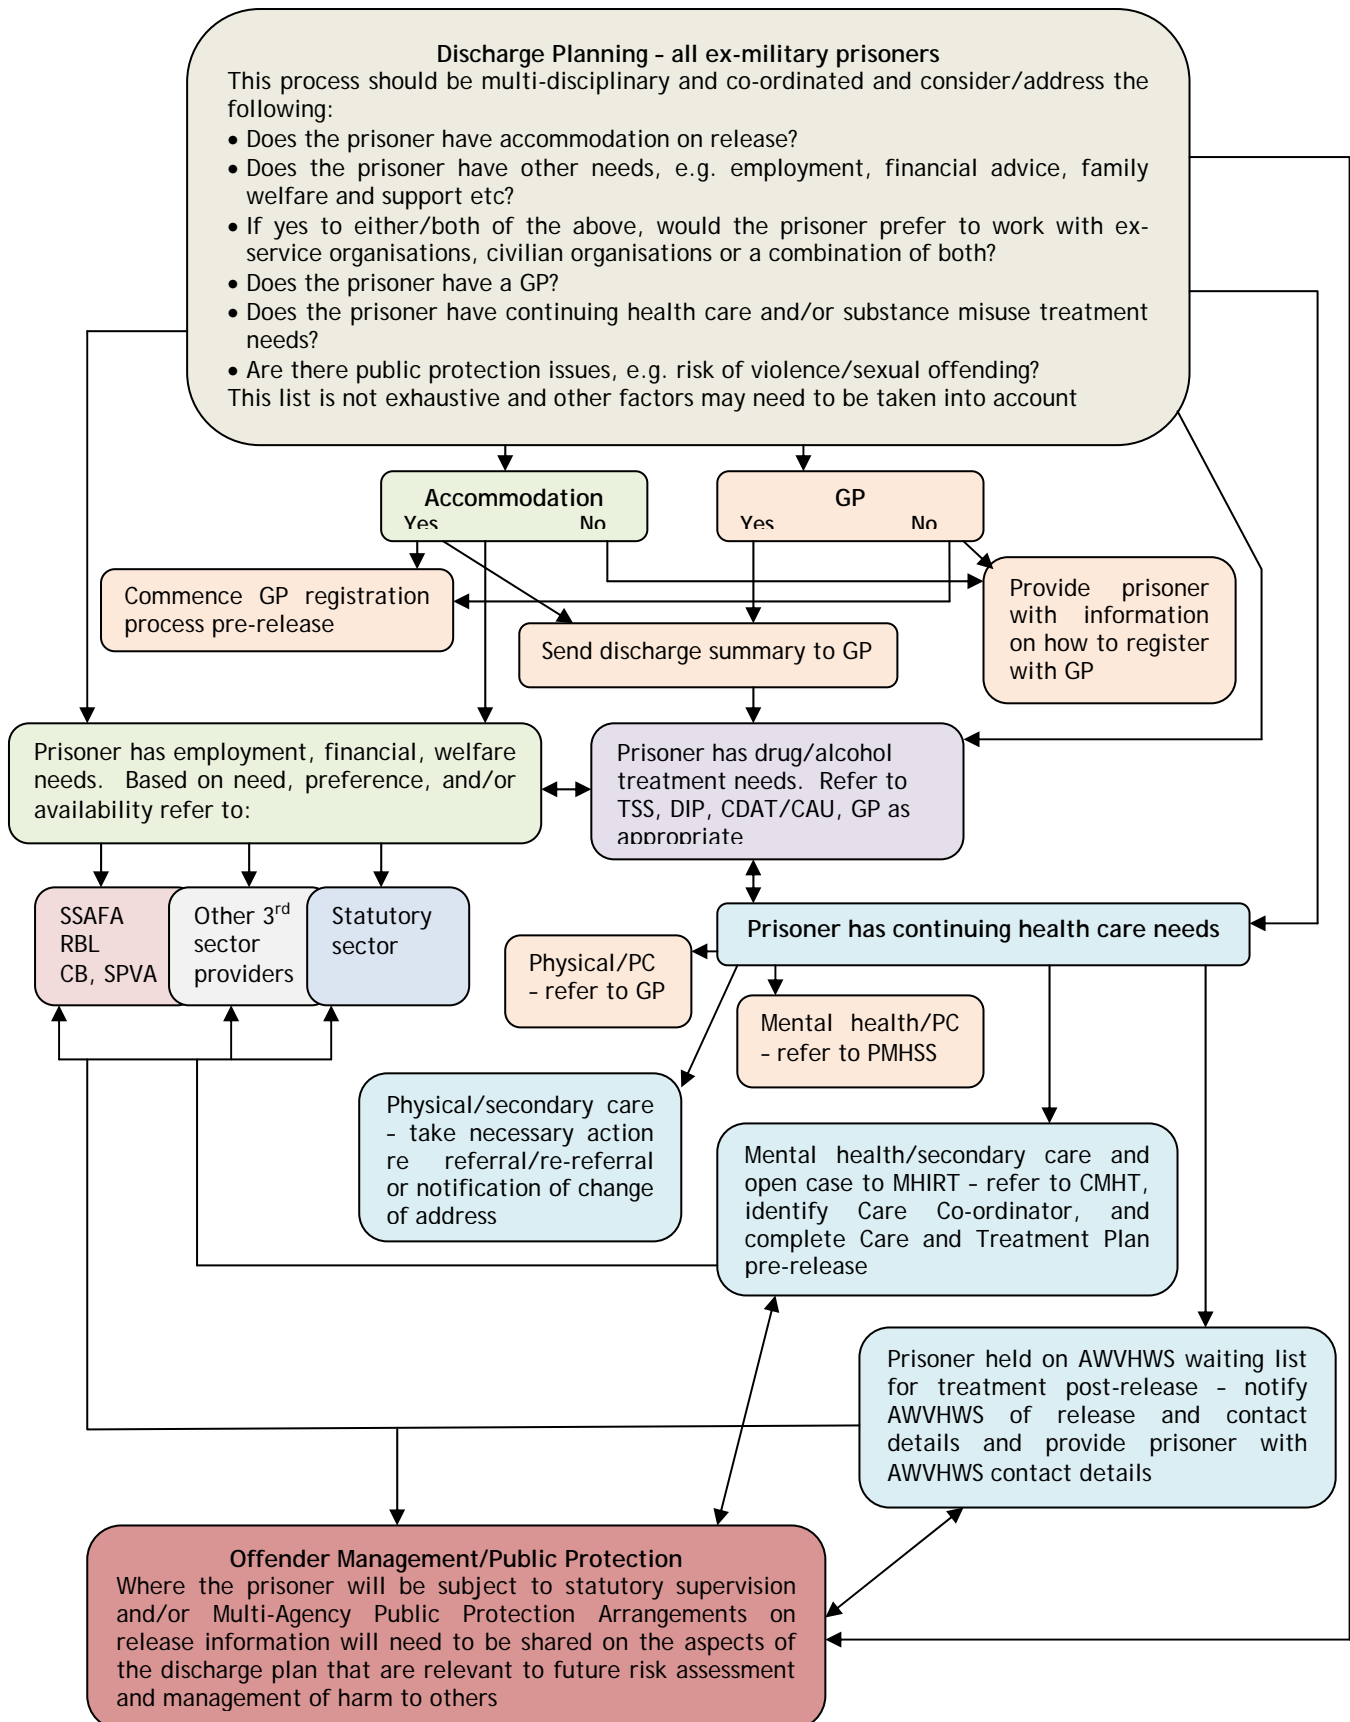 Discharge Planning – all ex-military prisoners
This process should be multi-disciplinary and co-ordinated and consider/address the
following:
• Does the prisoner have accommodation on release?
• Does the prisoner have other needs, e.g. employment, financial advice, family
welfare and support etc?
• If yes to either/both of the above, would the prisoner prefer to work with ex-
service organisations, civilian organisations or a combination of both?
• Does the prisoner have a GP?
• Does the prisoner have continuing health care and/or substance misuse treatment
needs?
• Are there public protection issues, e.g. risk of violence/sexual offending?
This list is not exhaustive and other factors may need to be taken into account
Accommodation
Yes No
GP
Yes No
Commence GP registration
process pre-release
Send discharge summary to GP
Provide prisoner
with information
on how to register
with GP
Prisoner has employment, financial, welfare
needs. Based on need, preference, and/or
availability refer to:
Prisoner has drug/alcohol
treatment needs. Refer to
TSS, DIP, CDAT/CAU, GP as
appropriate
SSAFA
RBL
CB, SPVA
Other 3rd
sector
providers
Statutory
sector
Prisoner has continuing health care needs
Physical/PC
– refer to GP
Mental health/PC
– refer to PMHSS
Physical/secondary care
– take necessary action
re referral/re-referral
or notification of change
of address
Mental health/secondary care and
open case to MHIRT – refer to CMHT,
identify Care Co-ordinator, and
complete Care and Treatment Plan
pre-release
Prisoner held on AWVHWS waiting list
for treatment post-release – notify
AWVHWS of release and contact
details and provide prisoner with
AWVHWS contact details
Offender Management/Public Protection
Where the prisoner will be subject to statutory supervision
and/or Multi-Agency Public Protection Arrangements on
release information will need to be shared on the aspects of
the discharge plan that are relevant to future risk assessment
and management of harm to others